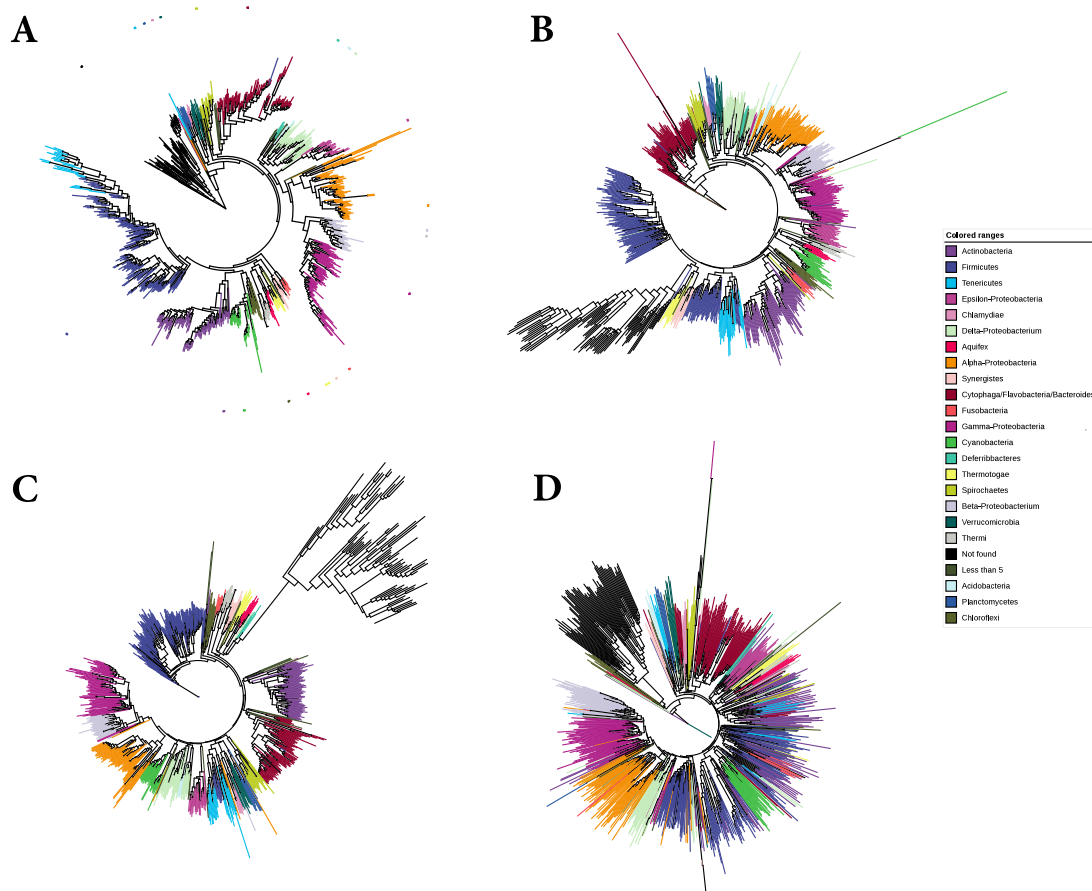 A
B
Colored ranges
Actinobacteria
Firmicutes
Tenericutes
Epsilon-Proteobacteria
Chlamydiae
Delta-Proteobacterium
Aquifex
Alpha-Proteobacteria
Synergistes
Cytophaga/Flavobacteria/Bacteroides
Fusobacteria
Gamma-Proteobacteria
Cyanobacteria
Deferribbacteres
Thermotogae
Spirochaetes
Beta-Proteobacterium
Verrucomicrobia
Thermi
Not found
Less than 5
Acidobacteria
Planctomycetes
Chloroflexi
C
D